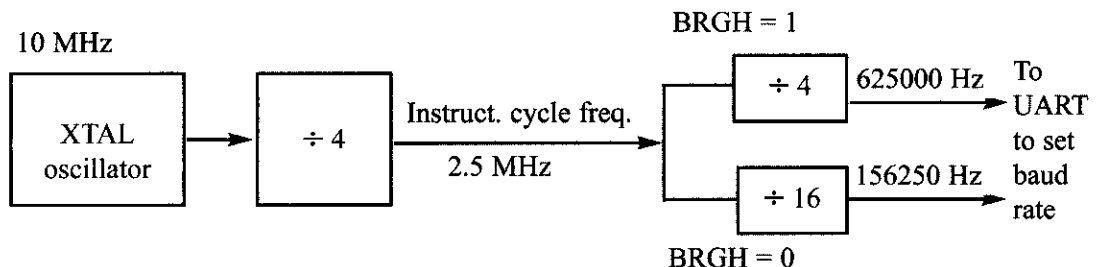 10 MHz
XTAL
oscillator
÷ 4
Instruct. cycle freq.
2.5 MHz
BRGH = 1
÷ 4
625000 Hz
÷ 16
156250 Hz
BRGH = 0
To
UART
to set
baud
rate